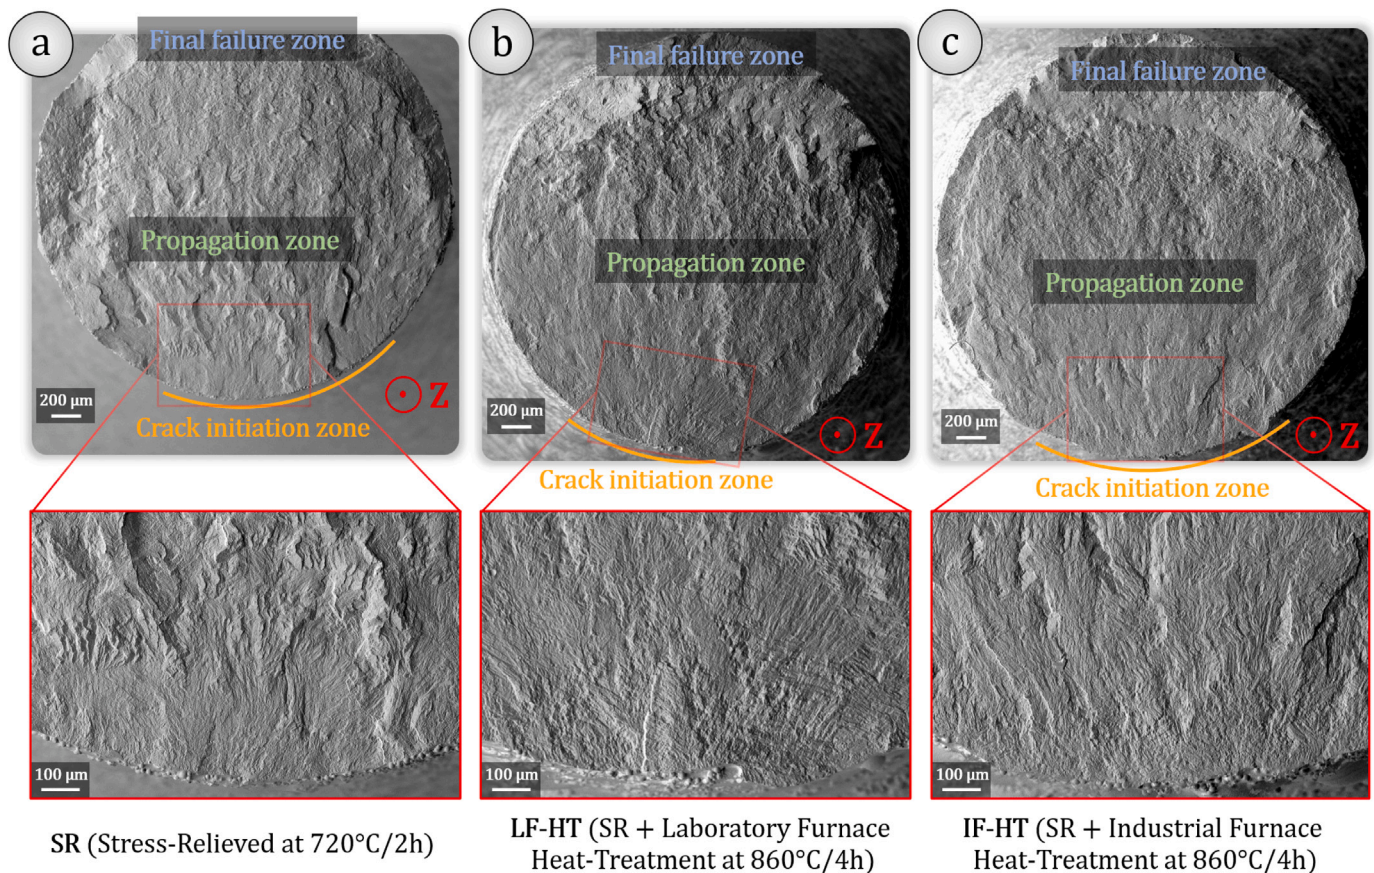 a
Final failure zone
Propagation zone
200 µm
Z
Crack initiation zone
100 µm
SR (Stress-Relieved at 720°C/2h)
b
Final failure zone
Propagation zone
200 µm
Z
Crack initiation zone
100 µm
LF-HT (SR + Laboratory Furnace
Heat-Treatment at 860°C/4h)
c
Final failure zone
Propagation zone
200 µm
Z
Crack initiation zone
100 µm
IF-HT (SR + Industrial Furnace
Heat-Treatment at 860°C/4h)